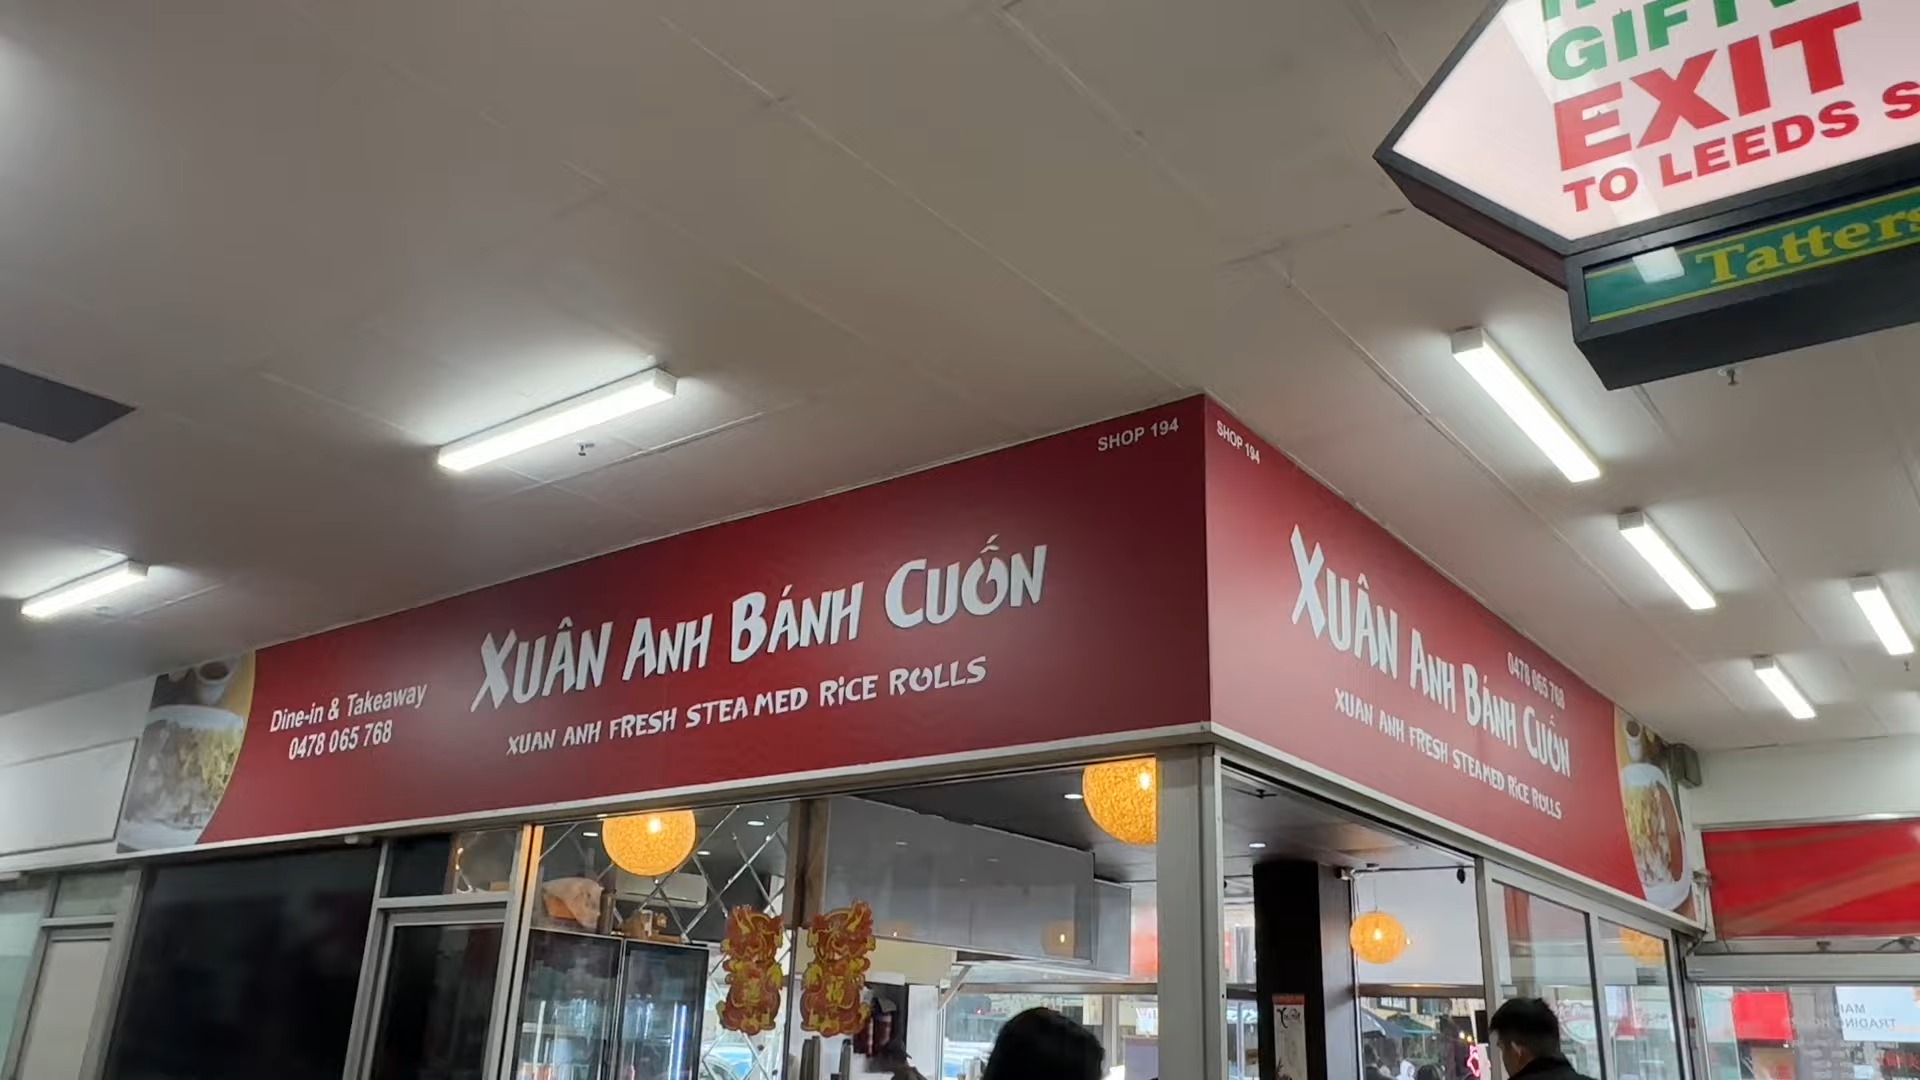 GIFT
EXIT
TO LEEDS S
Tatters
SHOP 194
XUÂN ANH BÁNH CUỐN
XUAN ANH FRESH STEAMED RICE ROLLS
Dine-in & Takeaway
0478 065 768
SHOP 194
0478 065 768
XUÂN ANH BÁNH CUỐN
XUAN ANH FRESH STEAMED RICE ROLLS
福